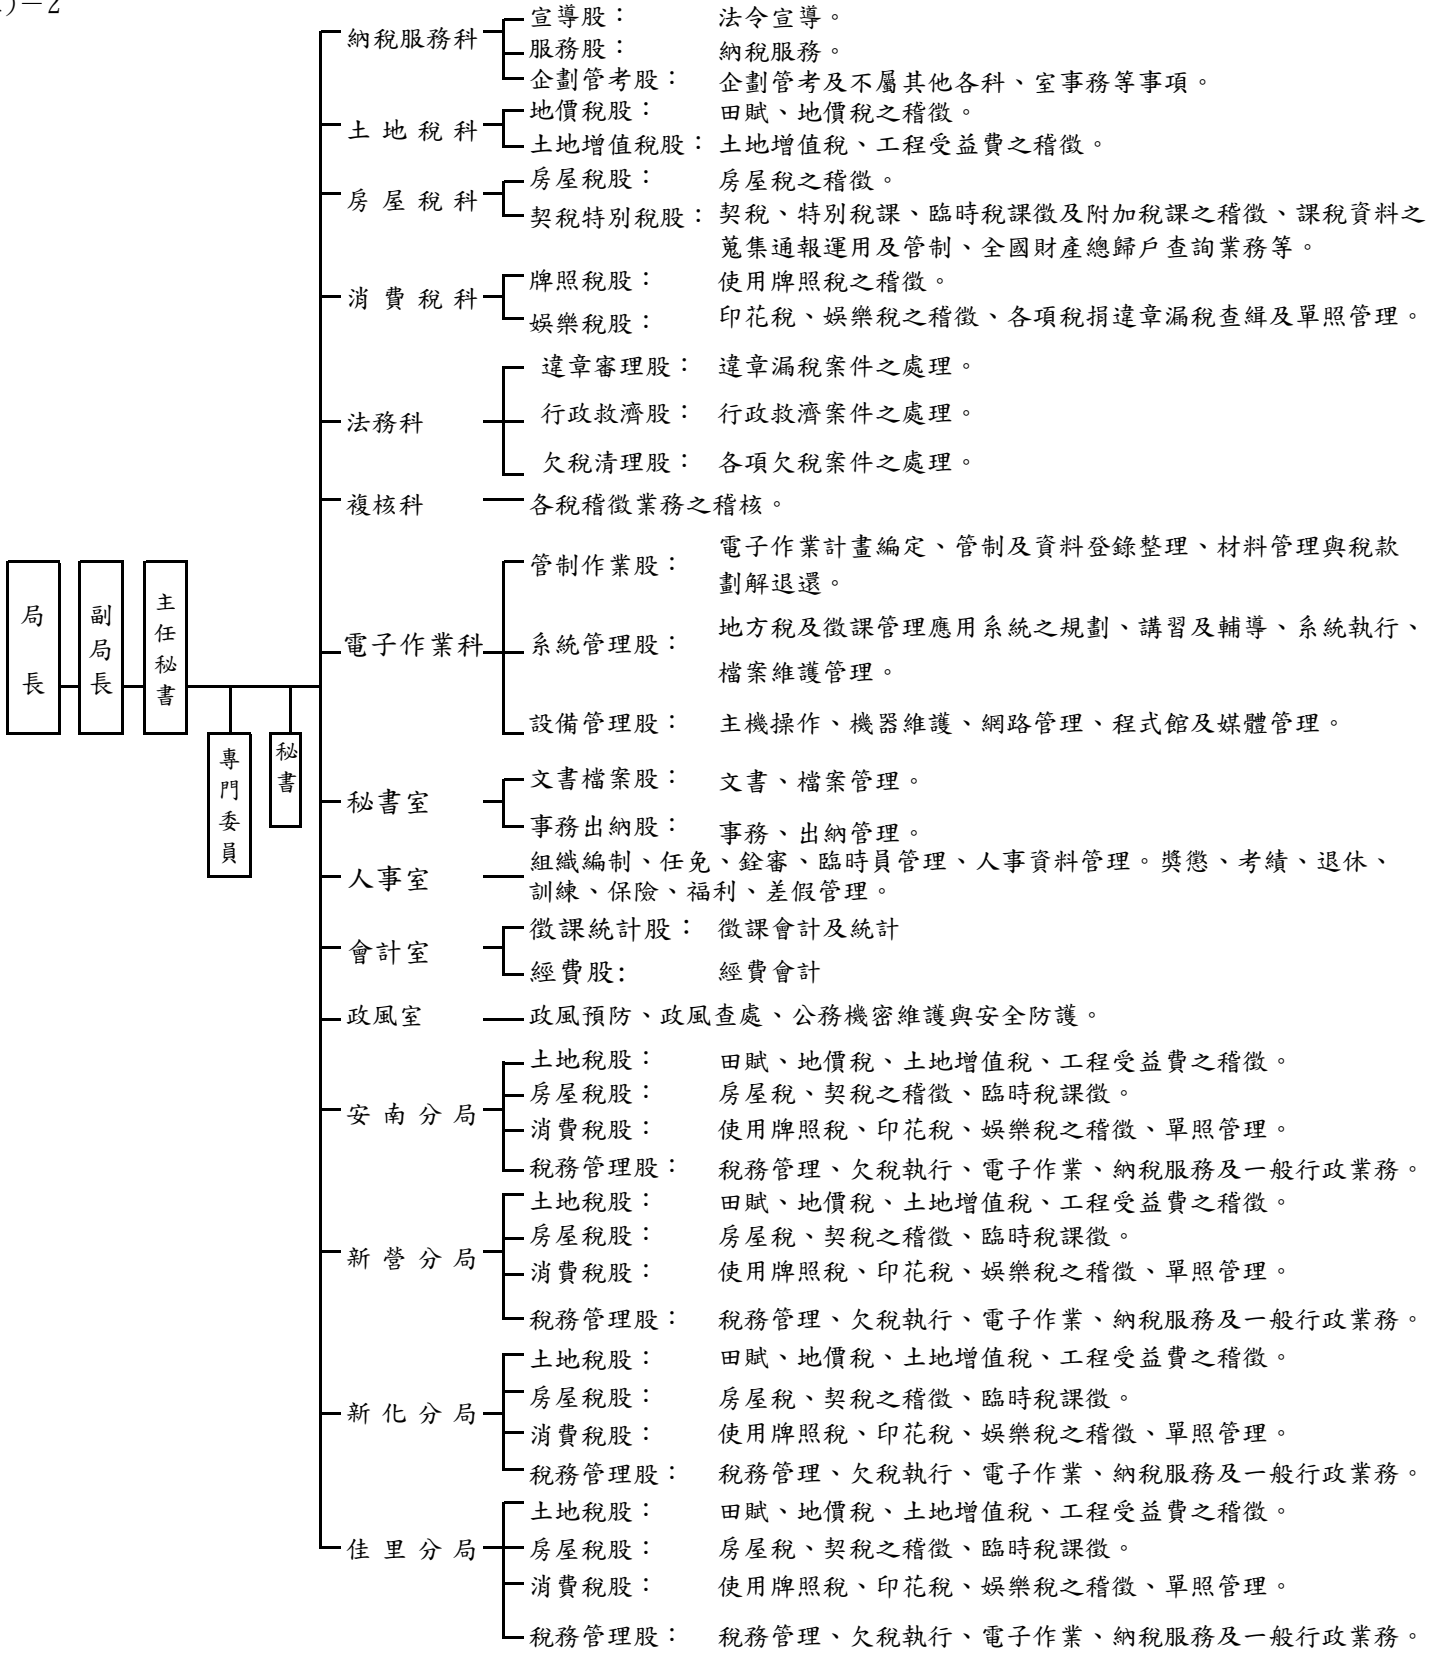 )－2
納稅服務科
宣導股： 法令宣導。
服務股： 納稅服務。
企劃管考股： 企劃管考及不屬其他各科、室事務等事項。
土地稅科
地價稅股： 田賦、地價稅之稽徵。
土地增值稅股： 土地增值稅、工程受益費之稽徵。
房屋稅科
房屋稅股： 房屋稅之稽徵。
契稅特別稅股： 契稅、特別稅課、臨時稅課徵及附加稅課之稽徵、課稅資料之
蒐集通報運用及管制、全國財產總歸戶查詢業務等。
消費稅科
牌照稅股： 使用牌照稅之稽徵。
娛樂稅股： 印花稅、娛樂稅之稽徵、各項稅捐違章漏稅查緝及單照管理。
法務科
違章審理股： 違章漏稅案件之處理。
行政救濟股： 行政救濟案件之處理。
欠稅清理股： 各項欠稅案件之處理。
複核科
各稅稽徵業務之稽核。
局長
副局長
主任秘書
專門委員
秘書
電子作業科
管制作業股： 電子作業計畫編定、管制及資料登錄整理、材料管理與稅款
劃解退還。
系統管理股： 地方稅及徵課管理應用系統之規劃、講習及輔導、系統執行、
檔案維護管理。
設備管理股： 主機操作、機器維護、網路管理、程式館及媒體管理。
秘書室
文書檔案股： 文書、檔案管理。
事務出納股： 事務、出納管理。
人事室
組織編制、任免、銓審、臨時員管理、人事資料管理。獎懲、考績、退休、
訓練、保險、福利、差假管理。
會計室
徵課統計股： 徵課會計及統計
經費股: 經費會計
政風室
政風預防、政風查處、公務機密維護與安全防護。
安南分局
土地稅股： 田賦、地價稅、土地增值稅、工程受益費之稽徵。
房屋稅股： 房屋稅、契稅之稽徵、臨時稅課徵。
消費稅股： 使用牌照稅、印花稅、娛樂稅之稽徵、單照管理。
稅務管理股： 稅務管理、欠稅執行、電子作業、納稅服務及一般行政業務。
新營分局
土地稅股： 田賦、地價稅、土地增值稅、工程受益費之稽徵。
房屋稅股： 房屋稅、契稅之稽徵、臨時稅課徵。
消費稅股： 使用牌照稅、印花稅、娛樂稅之稽徵、單照管理。
稅務管理股： 稅務管理、欠稅執行、電子作業、納稅服務及一般行政業務。
新化分局
土地稅股： 田賦、地價稅、土地增值稅、工程受益費之稽徵。
房屋稅股： 房屋稅、契稅之稽徵、臨時稅課徵。
消費稅股： 使用牌照稅、印花稅、娛樂稅之稽徵、單照管理。
稅務管理股： 稅務管理、欠稅執行、電子作業、納稅服務及一般行政業務。
佳里分局
土地稅股： 田賦、地價稅、土地增值稅、工程受益費之稽徵。
房屋稅股： 房屋稅、契稅之稽徵、臨時稅課徵。
消費稅股： 使用牌照稅、印花稅、娛樂稅之稽徵、單照管理。
稅務管理股： 稅務管理、欠稅執行、電子作業、納稅服務及一般行政業務。